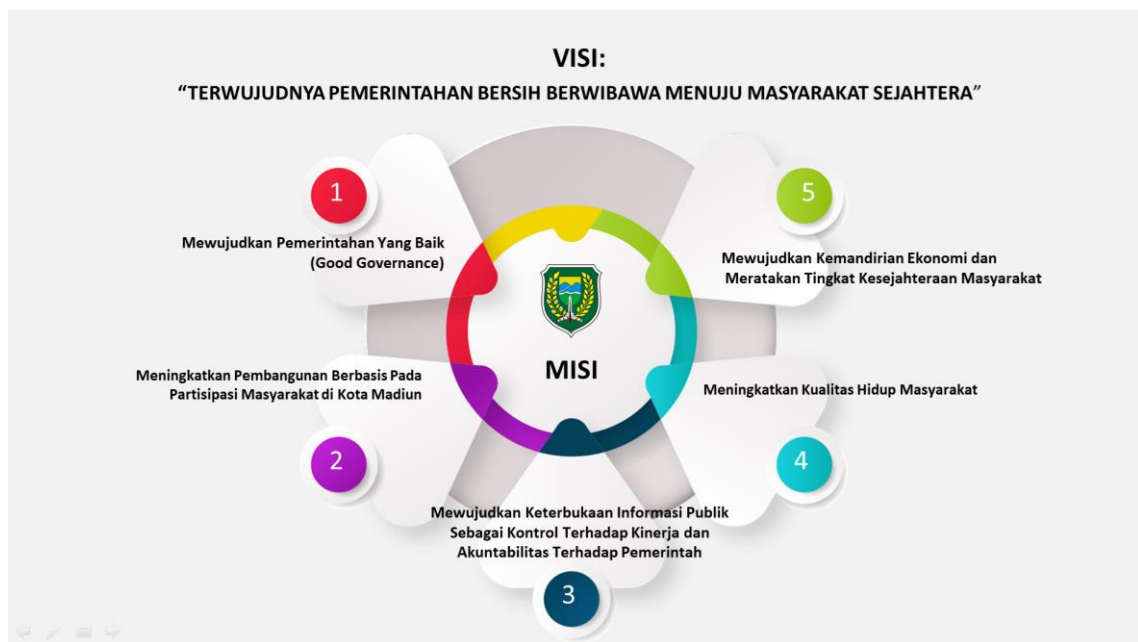 VISI:
“TERWUJUDNYA PEMERINTAHAN BERSIH BERWIBAWA MENUJU MASYARAKAT SEJAHTERA”
1
Mewujudkan Pemerintahan Yang Baik
(Good Governance)
Meningkatkan Pembangunan Berbasis Pada
Partisipasi Masyarakat di Kota Madiun
2
Mewujudkan Keterbukaan Informasi Publik
Sebagai Kontrol Terhadap Kinerja dan
Akuntabilitas Terhadap Pemerintah
3
Meningkatkan Kualitas Hidup Masyarakat
4
5
Mewujudkan Kemandirian Ekonomi dan
Meratakan Tingkat Kesejahteraan Masyarakat
MISI